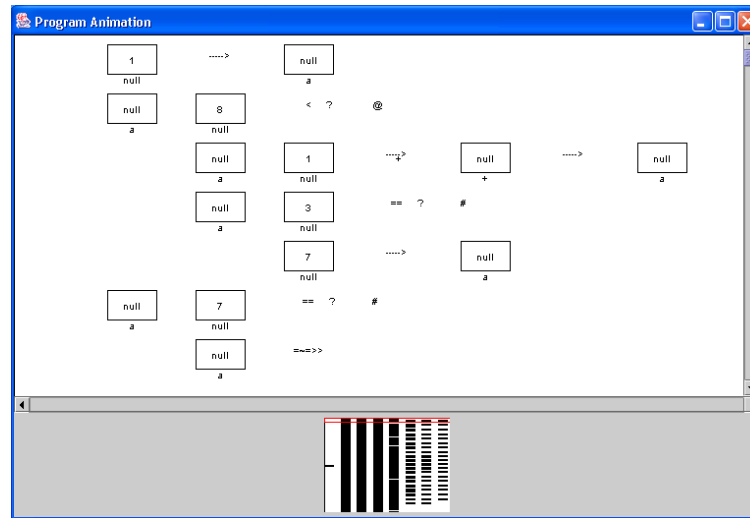 Program Animation
1 ----> null
null a
null 8 < ? @
a null
null 1 ----> null ----> null
+
a null + a
null 3 == ? #
a null
7 ----> null
null a
null 7 == ? #
a null
null =~=>>
a